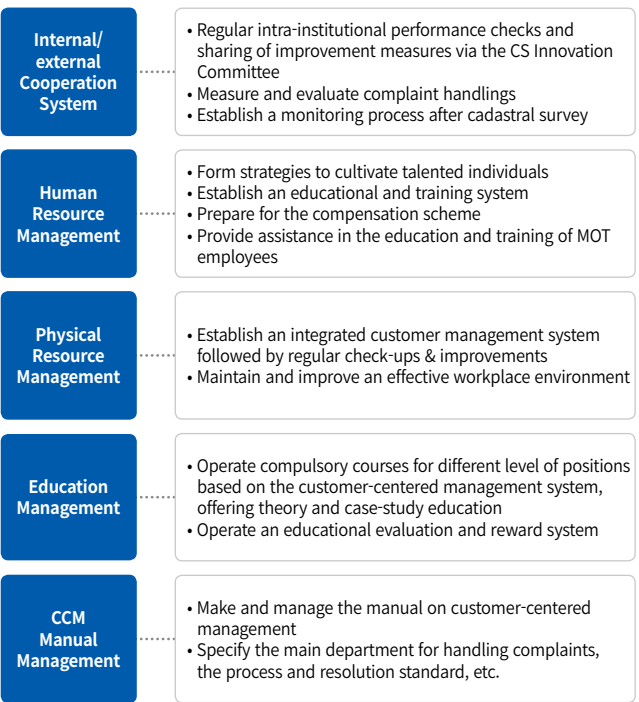 Internal/
external
Cooperation
System
• Regular intra-institutional performance checks and
sharing of improvement measures via the CS Innovation
Committee
• Measure and evaluate complaint handlings
• Establish a monitoring process after cadastral survey
Human
Resource
Management
• Form strategies to cultivate talented individuals
• Establish an educational and training system
• Prepare for the compensation scheme
• Provide assistance in the education and training of MOT
employees
Physical
Resource
Management
• Establish an integrated customer management system
followed by regular check-ups & improvements
• Maintain and improve an effective workplace environment
Education
Management
• Operate compulsory courses for different level of positions
based on the customer-centered management system,
offering theory and case-study education
• Operate an educational evaluation and reward system
CCM
Manual
Management
• Make and manage the manual on customer-centered
management
• Specify the main department for handling complaints,
the process and resolution standard, etc.